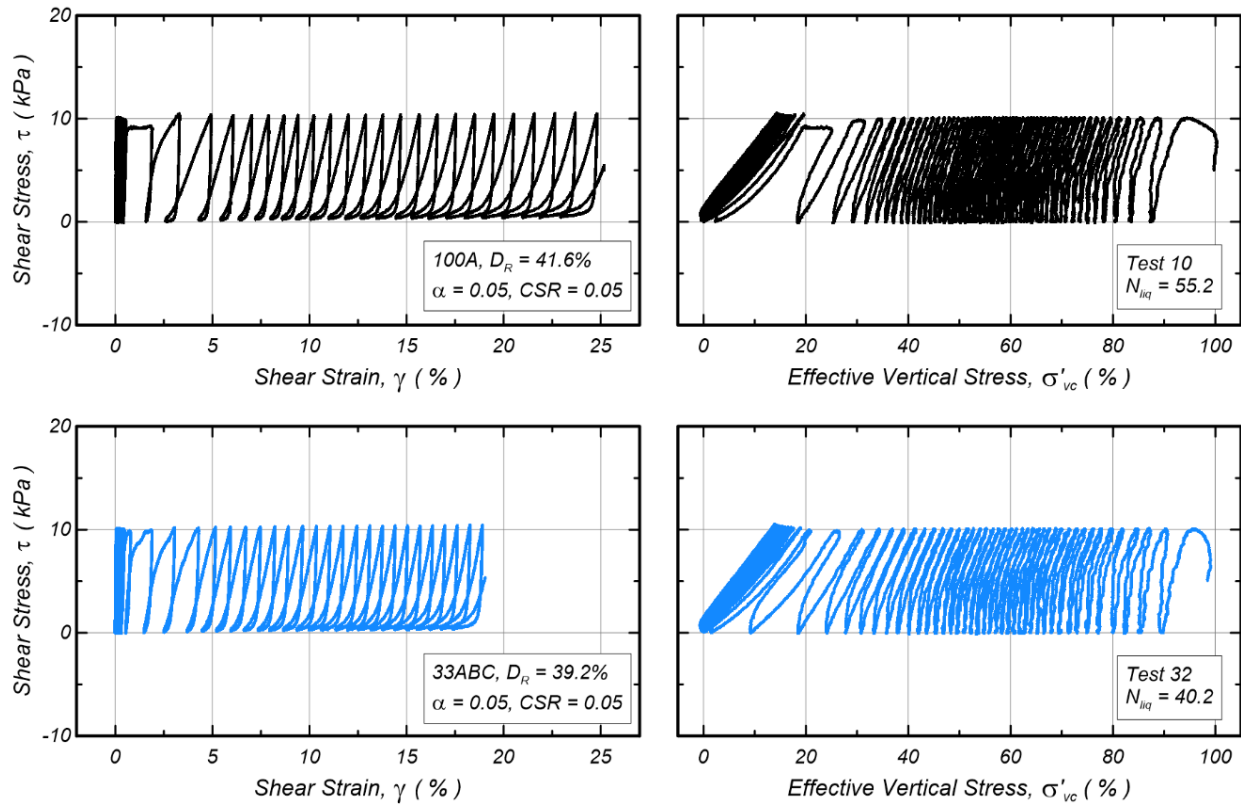 20
10
0
-10
Shear Stress, τ ( kPa )
100A, D_R = 41.6%
α = 0.05, CSR = 0.05
0 5 10 15 20 25
Shear Strain, γ ( % )
Test 10
N_liq = 55.2
0 20 40 60 80 100
Effective Vertical Stress, σ'_vc ( % )
20
10
0
-10
Shear Stress, τ ( kPa )
33ABC, D_R = 39.2%
α = 0.05, CSR = 0.05
0 5 10 15 20 25
Shear Strain, γ ( % )
Test 32
N_liq = 40.2
0 20 40 60 80 100
Effective Vertical Stress, σ'_vc ( % )